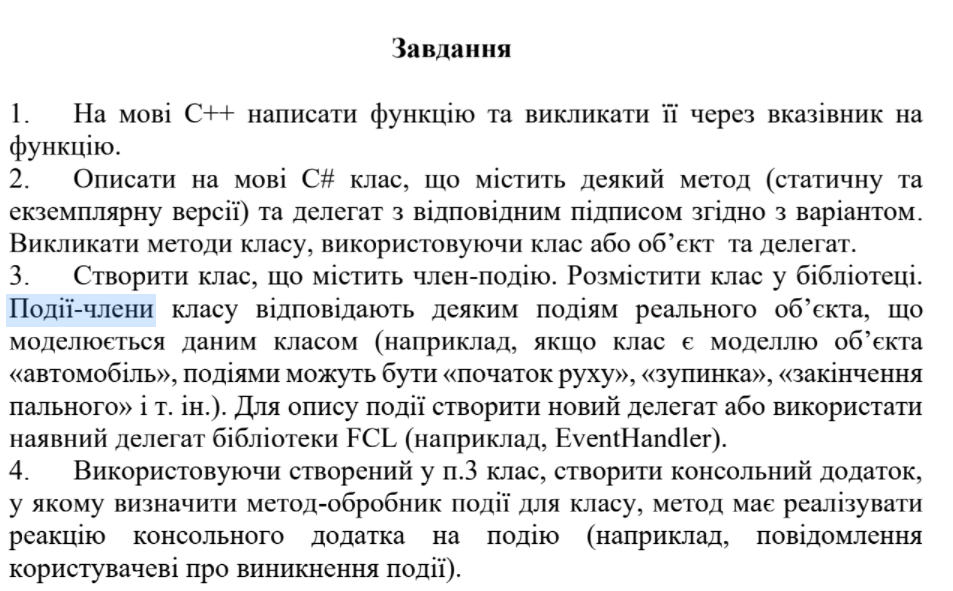 Завдання
1. На мові С++ написати функцію та викликати її через вказівник на
функцію.
2. Описати на мові С# клас, що містить деякий метод (статичну та
екземплярну версії) та делегат з відповідним підписом згідно з варіантом.
Викликати методи класу, використовуючи клас або об’єкт та делегат.
3. Створити клас, що містить член-подію. Розмістити клас у бібліотеці.
Події-члени класу відповідають деяким подіям реального об’єкта, що
моделюється даним класом (наприклад, якщо клас є моделлю об’єкта
«автомобіль», подіями можуть бути «початок руху», «зупинка», «закінчення
пального» і т. ін.). Для опису події створити новий делегат або використати
наявний делегат бібліотеки FCL (наприклад, EventHandler).
4. Використовуючи створений у п.3 клас, створити консольний додаток,
у якому визначити метод-обробник події для класу, метод має реалізувати
реакцію консольного додатка на подію (наприклад, повідомлення
користувачеві про виникнення події).